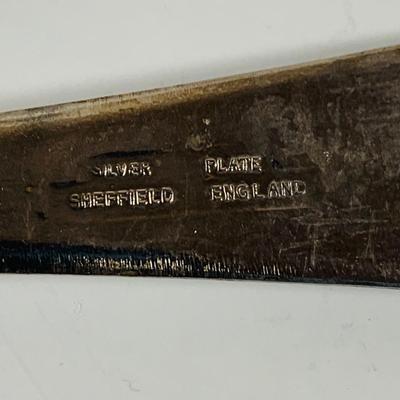 SILVER PLATE
SHEFFIELD ENGLAND